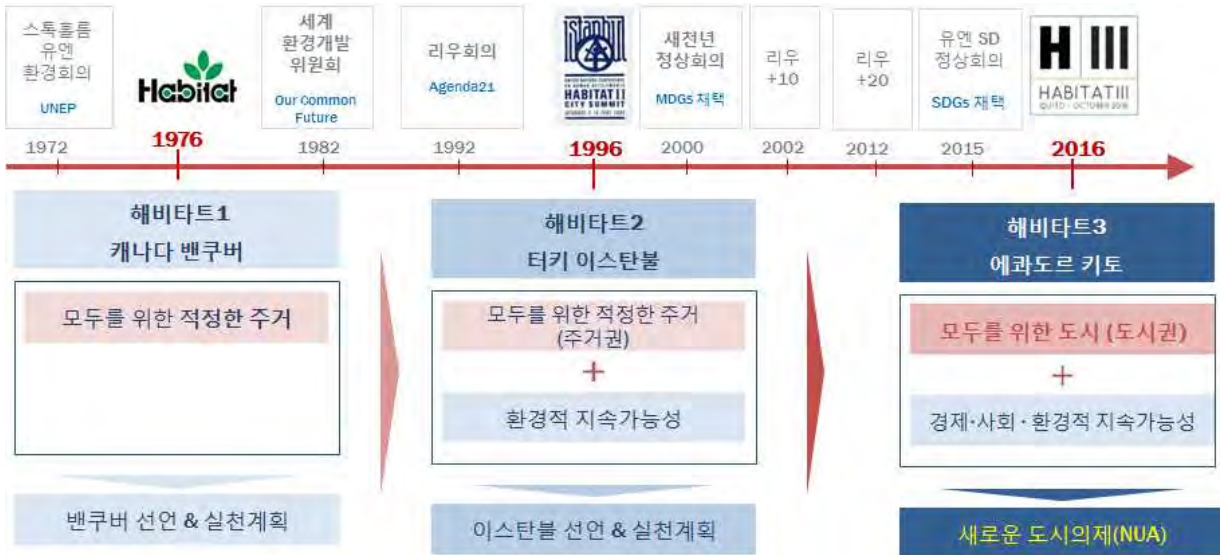 스톡홀름
유엔
환경회의
UNEP
Habitat
세계
환경개발
위원회
Our Common
Future
리우회의
Agenda21
istanbul
HABITAT II
CITY SUMMIT
새천년
정상회의
MDGS 채택
리우
+10
리우
+20
유엔 SD
정상회의
SDGs 채택
H III
HABITAT III
QUITO - OCTOBER 2016
1972
1976
1982
1992
1996
2000
2002
2012
2015
2016
해비타트1
캐나다 밴쿠버
모두를 위한 적정한 주거
밴쿠버 선언 & 실천계획
해비타트2
터키 이스탄불
모두를 위한 적정한 주거
(주거권)
+
환경적 지속가능성
이스탄불 선언 & 실천계획
해비타트3
에콰도르 키토
모두를 위한 도시 (도시권)
+
경제·사회·환경적 지속가능성
새로운 도시의제(NUA)